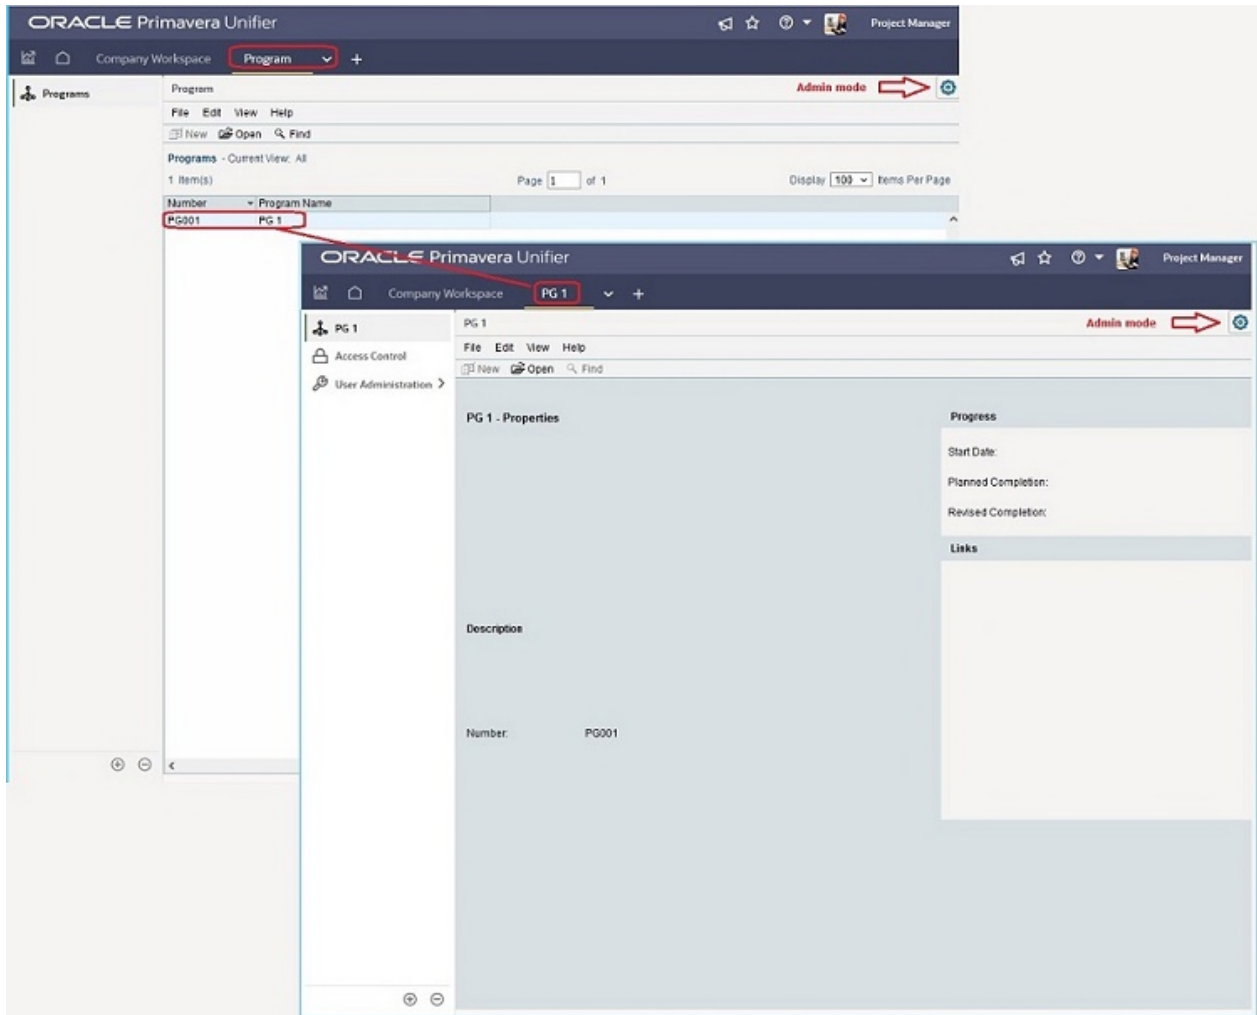 ORACLE Primavera Unifier
Project Manager
Company Workspace
Program
Programs
Program
Admin mode
File Edit View Help
New Open Find
Programs - Current View: All
1 Item(s)
Page 1 of 1
Display 100 Items Per Page
Number Program Name
PG001 PG 1
ORACLE Primavera Unifier
Project Manager
Company Workspace
PG 1
PG 1
Access Control
User Administration
PG 1
Admin mode
File Edit View Help
New Open Find
PG 1 - Properties
Description
Number: PG001
Progress
Start Date:
Planned Completion:
Revised Completion:
Links